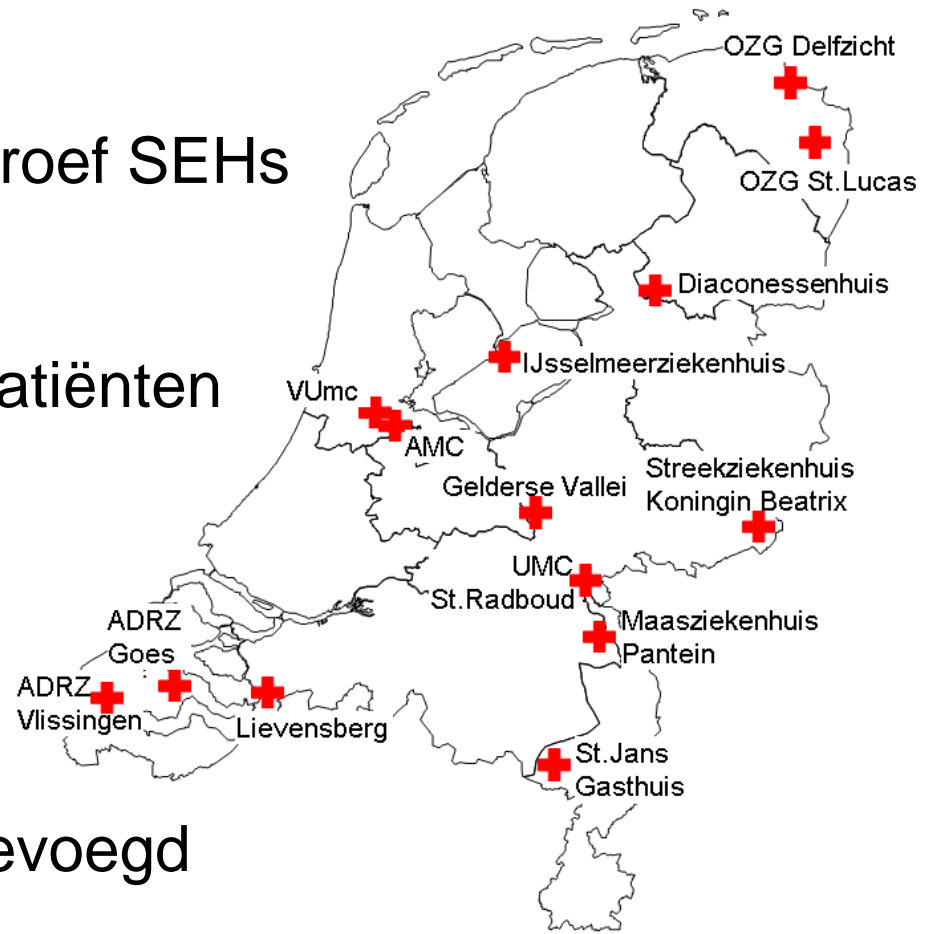 OZG Delfzicht
roef SEHs
OZG St.Lucas
Diaconessenhuis
IJsselmeerziekenhuis
atiënten
VUmc
AMC
Streekziekenhuis
Koningin Beatrix
Gelderse Vallei
UMC
St.Radboud
ADRZ
Goes
Maasziekenhuis
Pantein
ADRZ
Vlissingen
Lievensberg
St.Jans
Gasthuis
evoegd